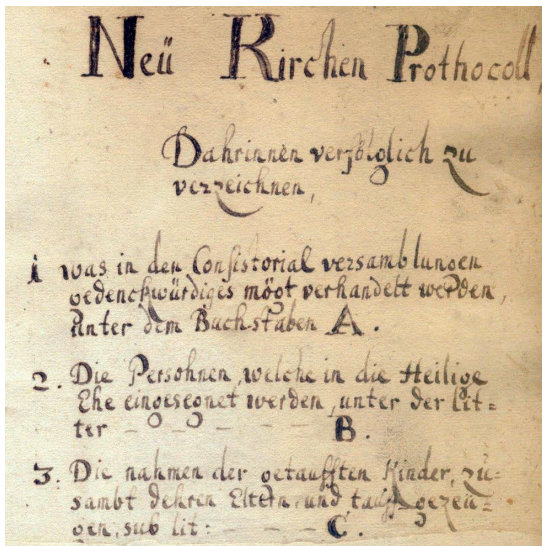 Neü Kirchen Prothocoll,
Dahrinnen verfölglich zu
verzeichnen,
1 was in den Consistorial versamblungen
gedenckwürdiges mögt verhandelt werden,
unter dem Buchstaben A.
2. Die Persohnen, welche in die Heilige
Ehe eingesegnet werden, unter der Lit=
ter – – – – B.
3. Die nahmen der getaufften Kinder, zu=
sambt dehren Eltern, und tauffgezeu=
gen, sub lit: – – – C.